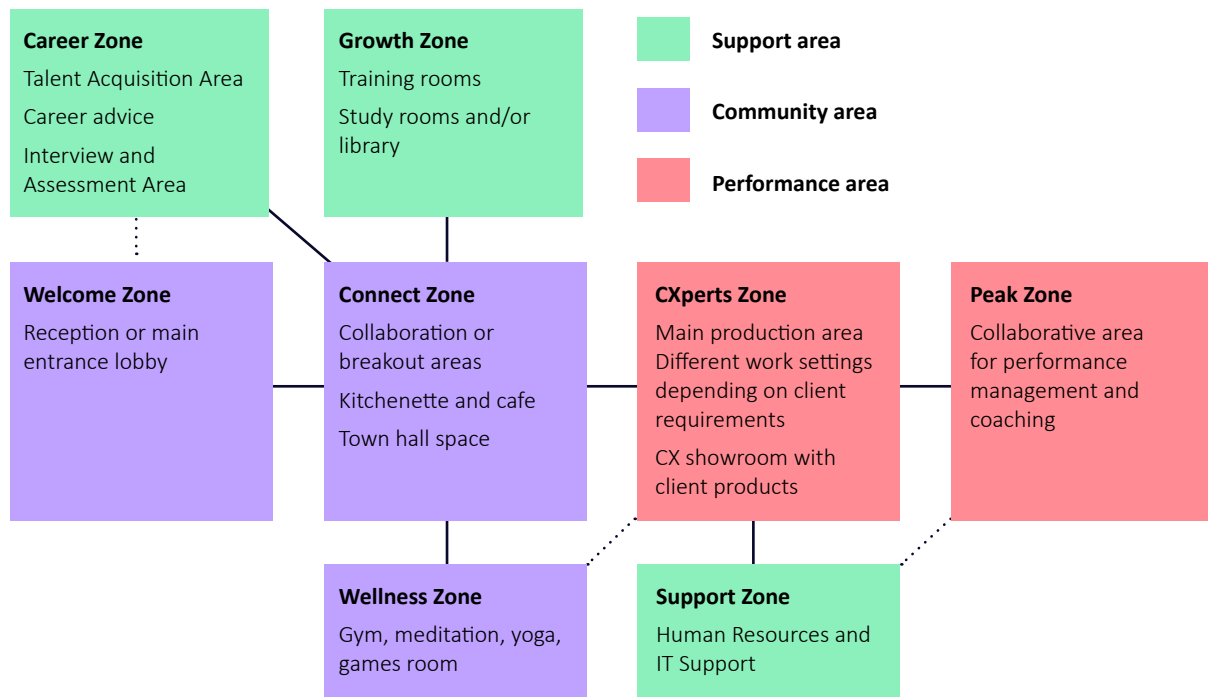 Career Zone
Talent Acquisition Area
Career advice
Interview and
Assessment Area
Growth Zone
Training rooms
Study rooms and/or
library
Support area
Community area
Performance area
Welcome Zone
Reception or main
entrance lobby
Connect Zone
Collaboration or
breakout areas
Kitchenette and cafe
Town hall space
CXperts Zone
Main production area
Different work settings
depending on client
requirements
CX showroom with
client products
Peak Zone
Collaborative area
for performance
management and
coaching
Wellness Zone
Gym, meditation, yoga,
games room
Support Zone
Human Resources and
IT Support